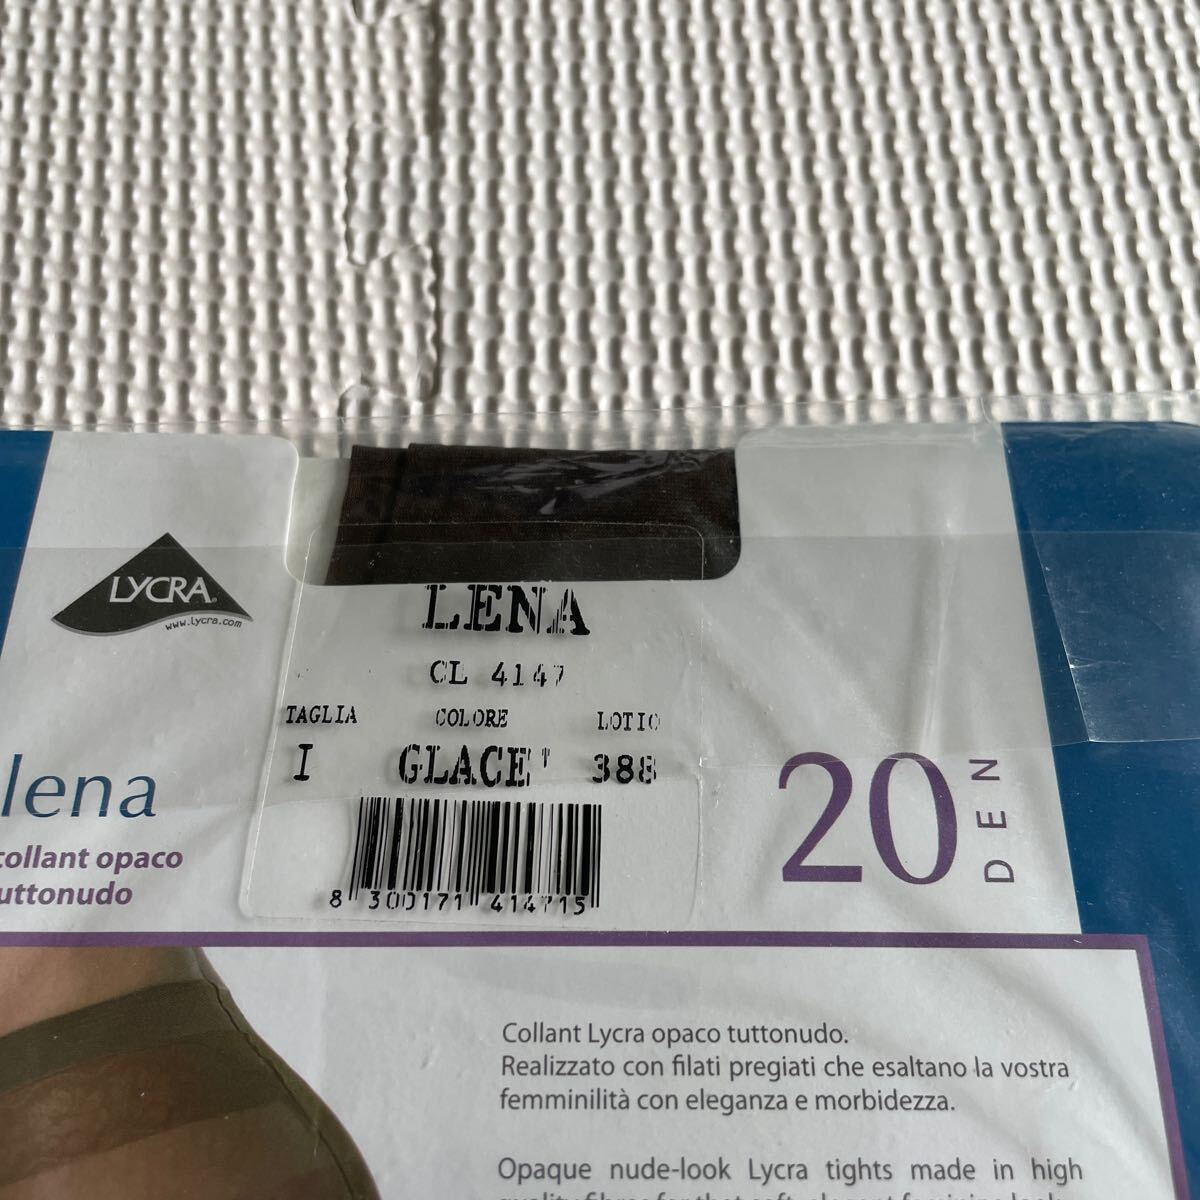 LYCRA
www.lycra.com
LENA
CL 4147
TAGLIA COLORE LOTTO
I GLACE' 388
8 300171 414715
lena
collant opaco
tuttonudo
20 DEN
Collant Lycra opaco tuttonudo.
Realizzato con filati pregiati che esaltano la vostra
femminilità con eleganza e morbidezza.
Opaque nude-look Lycra tights made in high